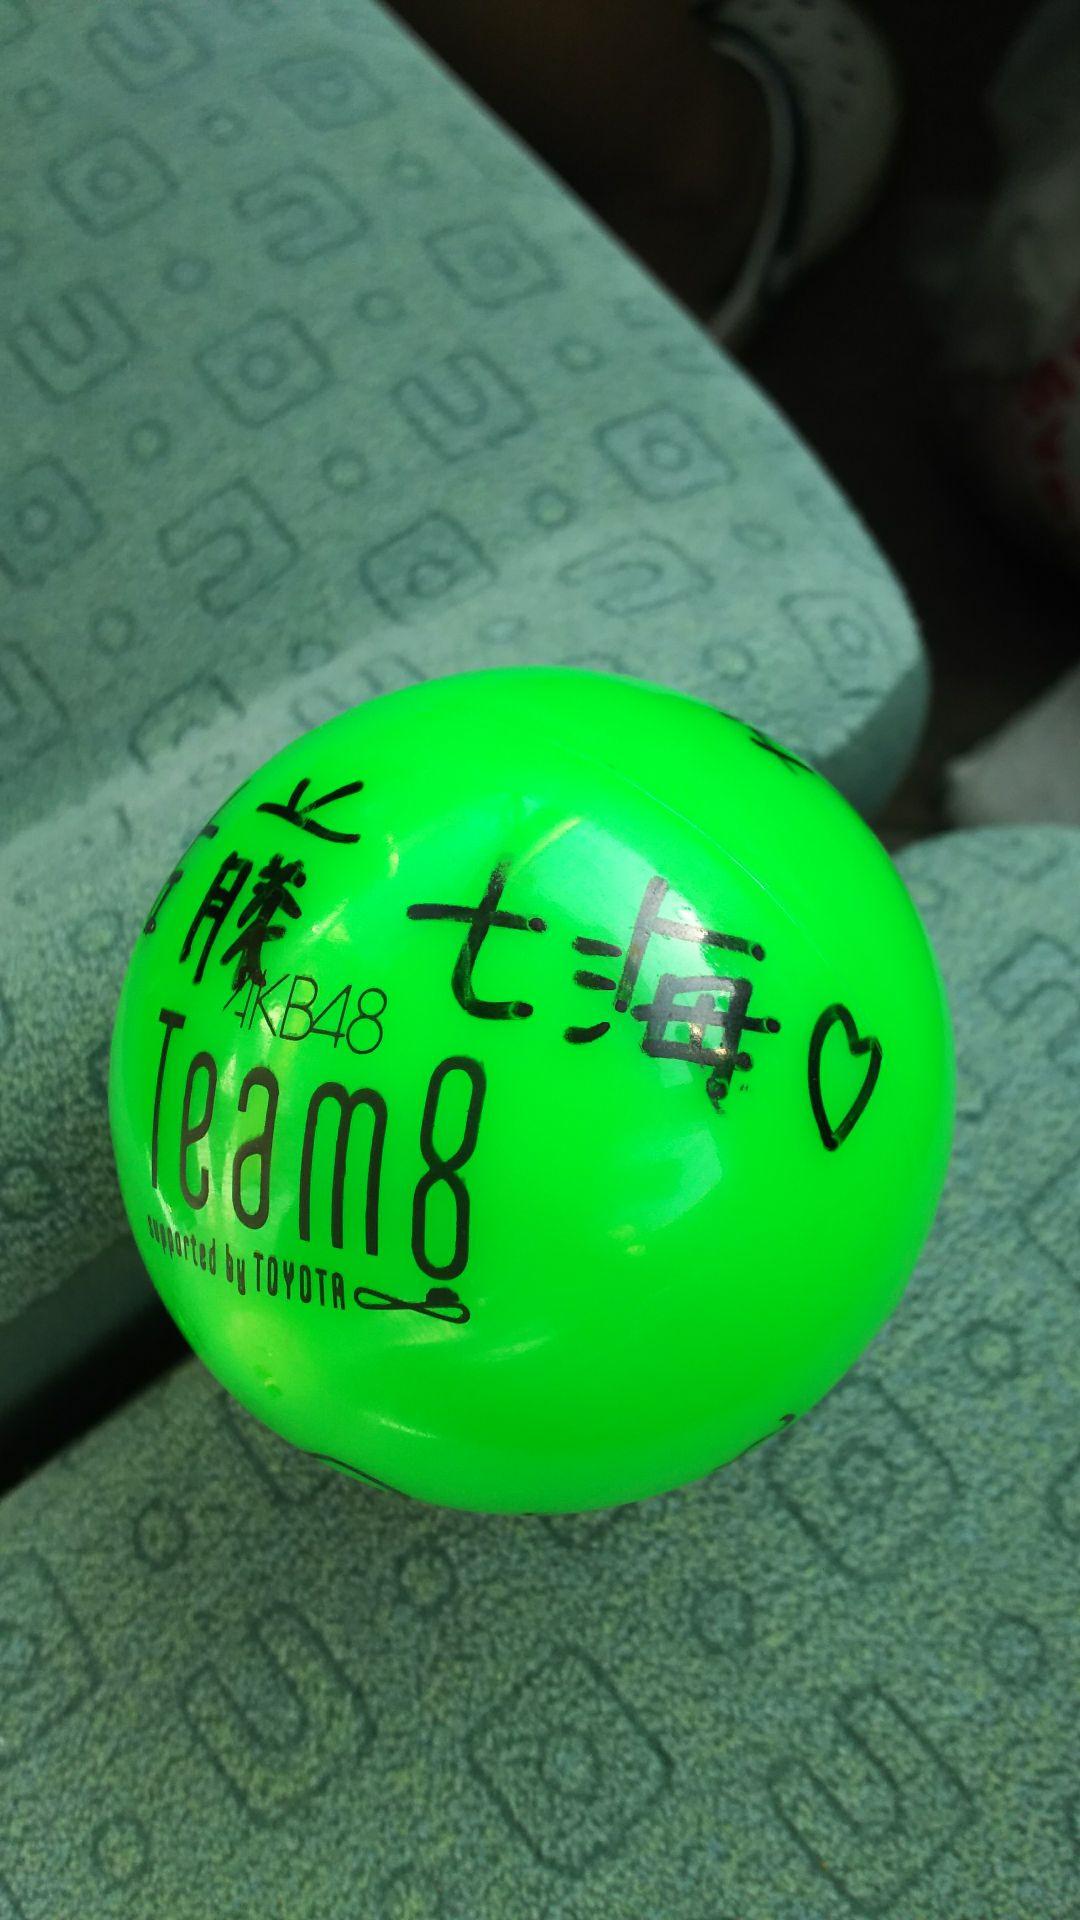 藤 七海♡
AKB48
Team8
supported by TOYOTA